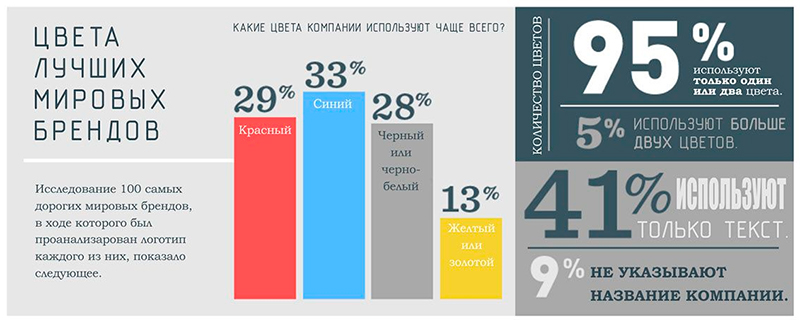 ЦВЕТА
ЛУЧШИХ
МИРОВЫХ
БРЕНДОВ
Исследование 100 самых
дорогих мировых брендов,
в ходе которого был
проанализарован логотип
каждого из них, показало
следующее.
КАКИЕ ЦВЕТА КОМПАНИИ ИСПОЛЬЗУЮТ ЧАЩЕ ВСЕГО?
29%
Красный
33%
Синий
28%
Черный
или
черно-
белый
13%
Желтый
или
золотой
КОЛИЧЕСТВО ЦВЕТОВ
95%
используют
только один
или два цвета.
5% ИСПОЛЬЗУЮТ БОЛЬШЕ
ДВУХ ЦВЕТОВ.
41% ИСПОЛЬЗУЮТ
ТОЛЬКО ТЕКСТ.
9% НЕ УКАЗЫВАЮТ
НАЗВАНИЕ КОМПАНИИ.